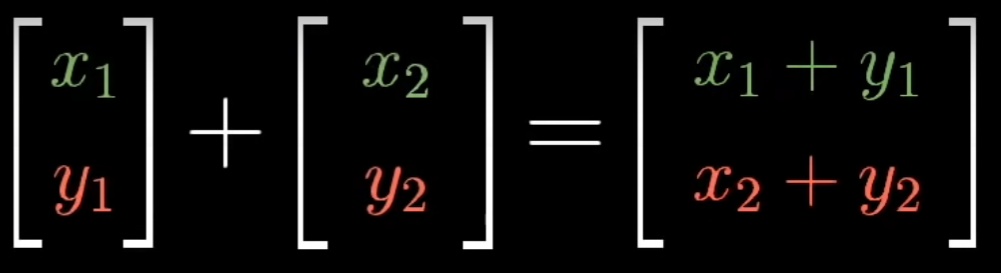 [x₁ y₁] + [x₂ y₂] = [x₁ + y₁ x₂ + y₂]